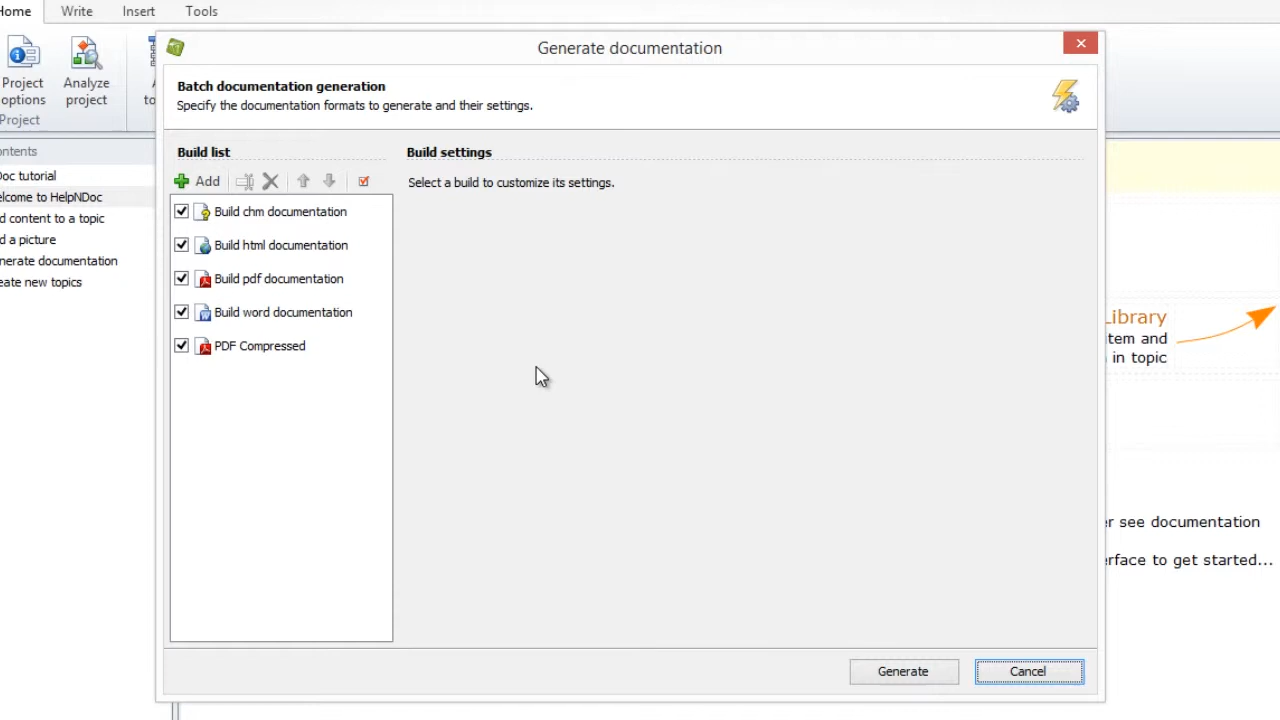 Home Write Insert Tools
Generate documentation
Project options
Analyze project
Project
Batch documentation generation
Specify the documentation formats to generate and their settings.
Build list
Build settings
Add
Select a build to customize its settings.
Build chm documentation
Build html documentation
Build pdf documentation
Build word documentation
PDF Compressed
ontents
Doc tutorial
elcome to HelpNDoc
d content to a topic
d a picture
nerate documentation
eate new topics
Library
tem and
in topic
er see documentation
erface to get started...
Generate
Cancel